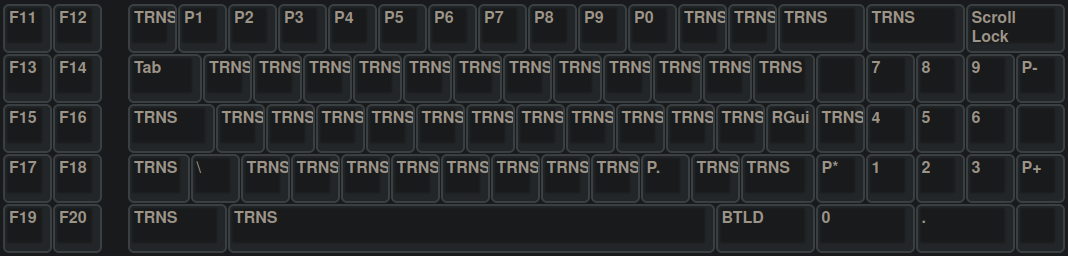 F11 F12 TRNS P1 P2 P3 P4 P5 P6 P7 P8 P9 P0 TRNS TRNS TRNS TRNS Scroll
Lock
F13 F14 Tab TRNS TRNS TRNS TRNS TRNS TRNS TRNS TRNS TRNS TRNS TRNS TRNS 7 8 9 P-
F15 F16 TRNS TRNS TRNS TRNS TRNS TRNS TRNS TRNS TRNS TRNS TRNS TRNS RGui TRNS 4 5 6
F17 F18 TRNS \ TRNS TRNS TRNS TRNS TRNS TRNS TRNS TRNS P. TRNS TRNS P* 1 2 3 P+
F19 F20 TRNS TRNS BTLD 0 .